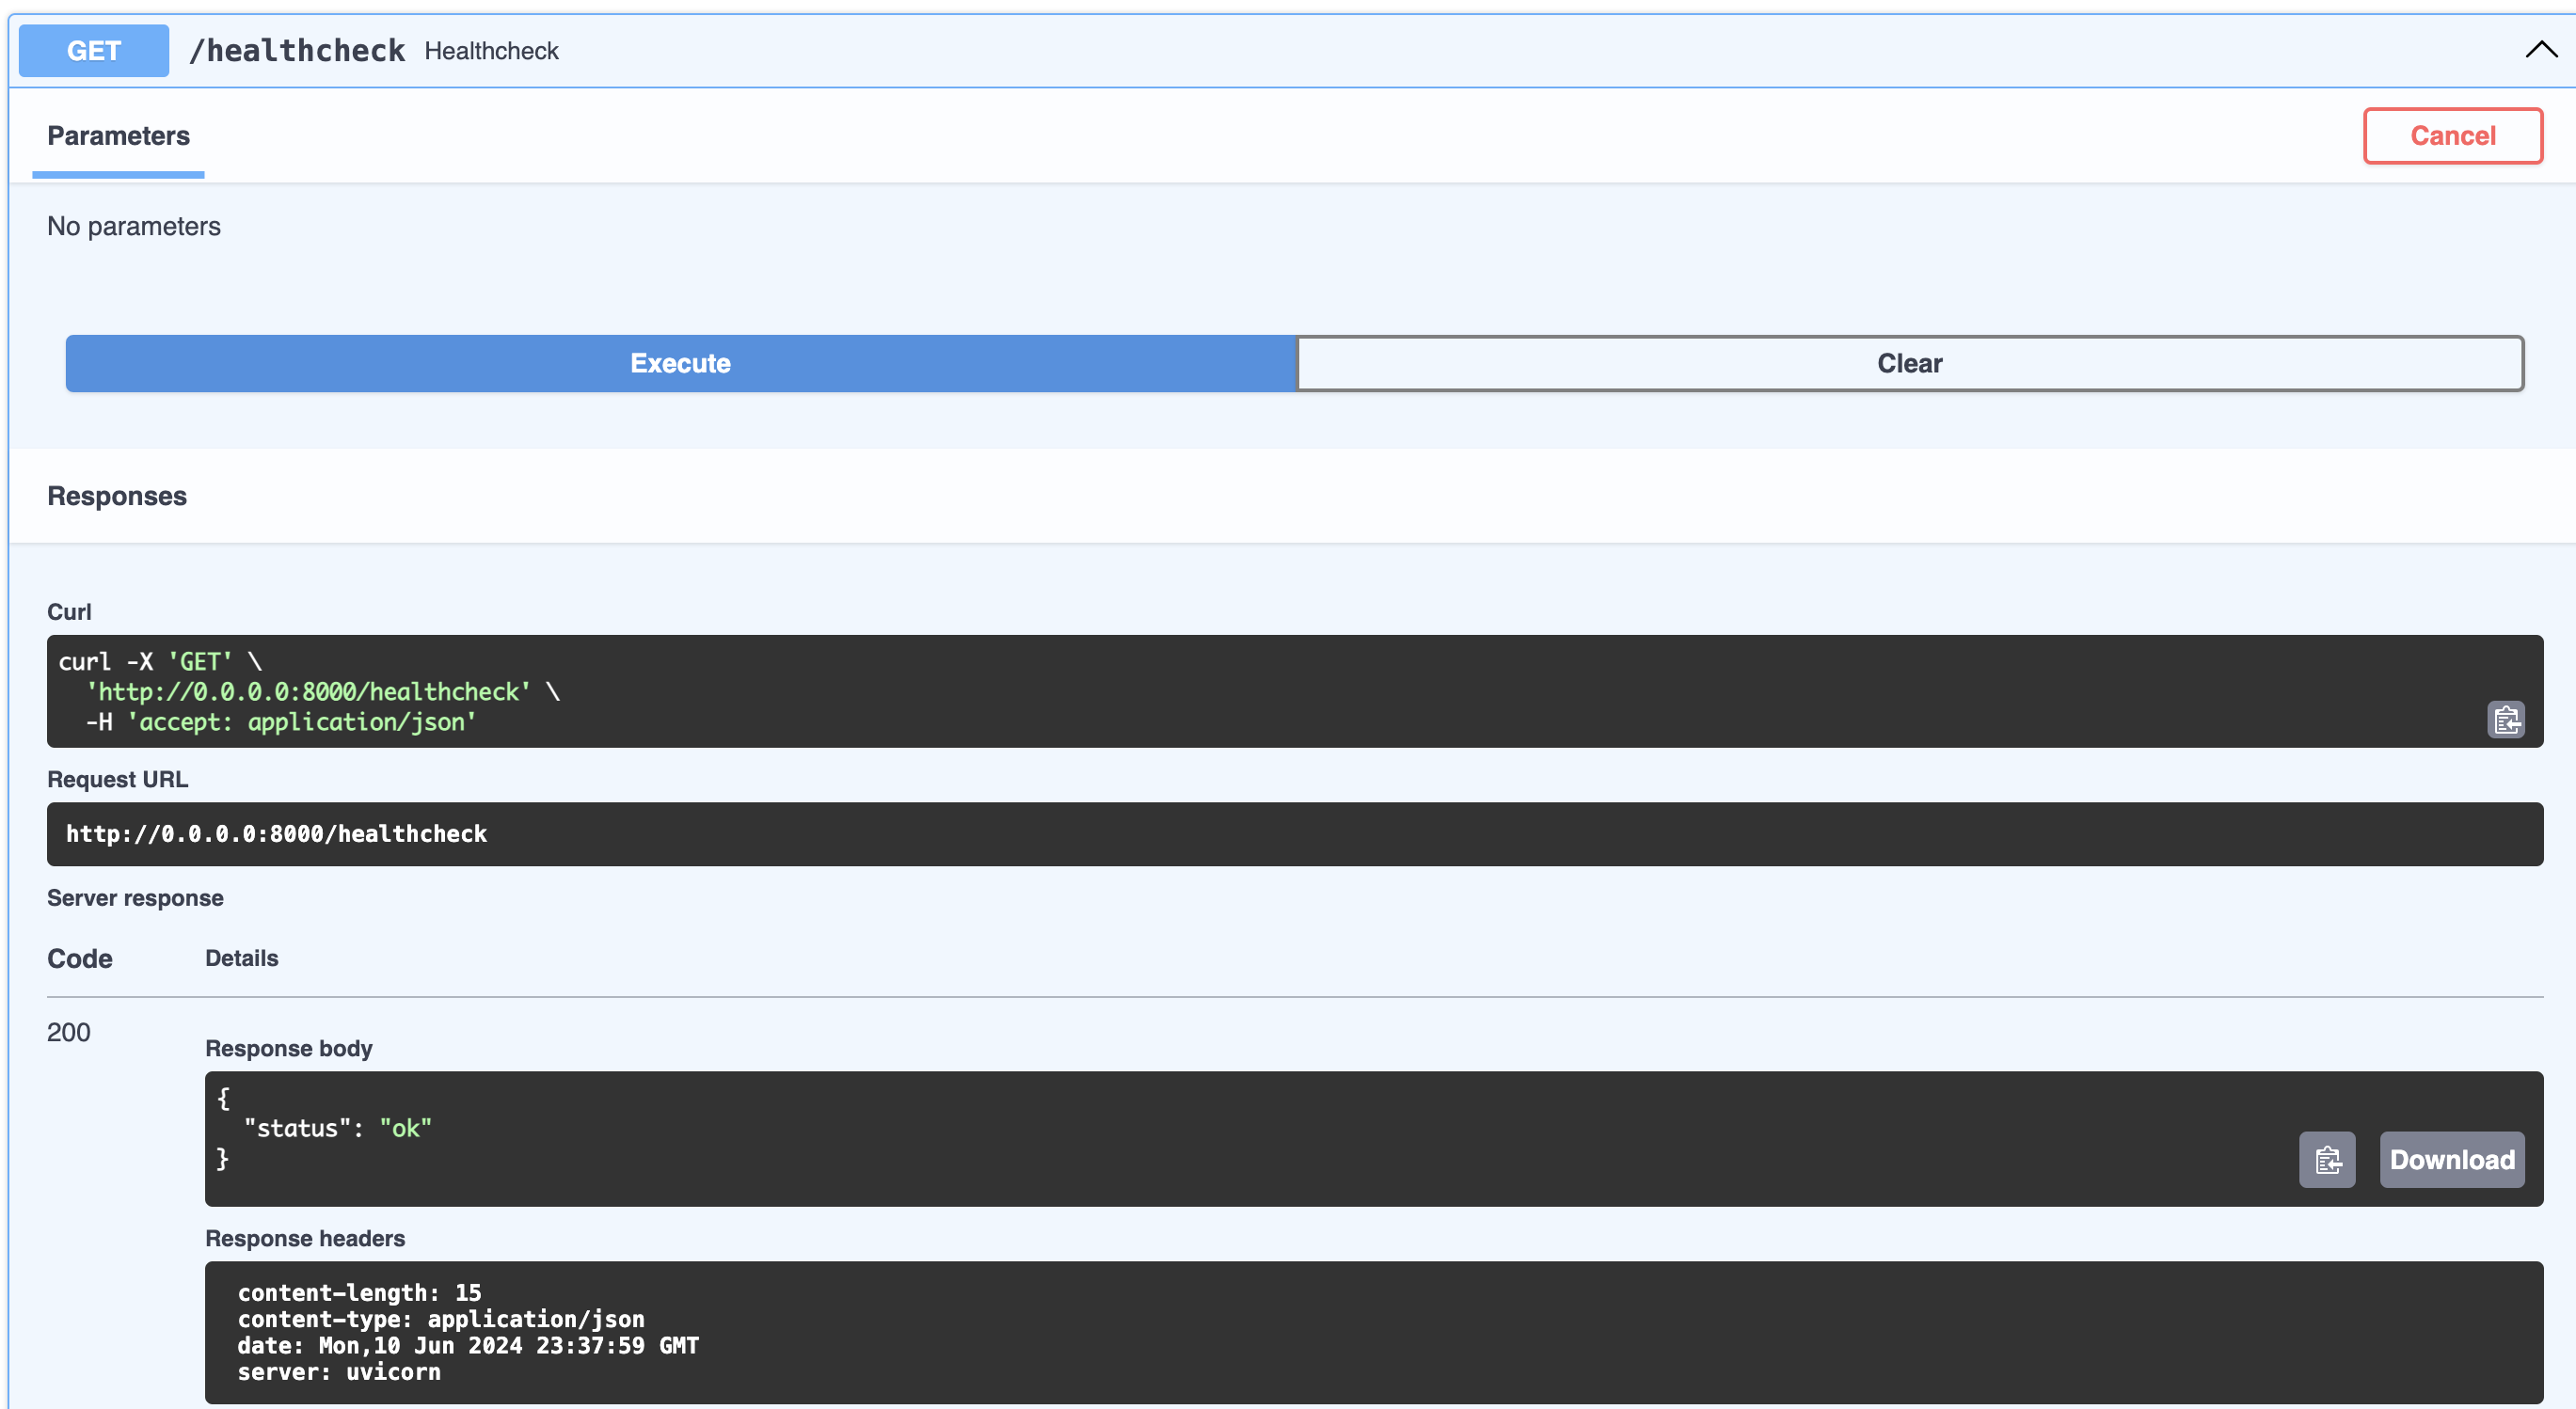 GET /healthcheck Healthcheck
Parameters
Cancel
No parameters
Execute
Clear
Responses
Curl
curl -X 'GET' \
  'http://0.0.0.0:8000/healthcheck' \
  -H 'accept: application/json'
Request URL
http://0.0.0.0:8000/healthcheck
Server response
Code Details
200
Response body
{
  "status": "ok"
}
Download
Response headers
content-length: 15
content-type: application/json
date: Mon,10 Jun 2024 23:37:59 GMT
server: uvicorn